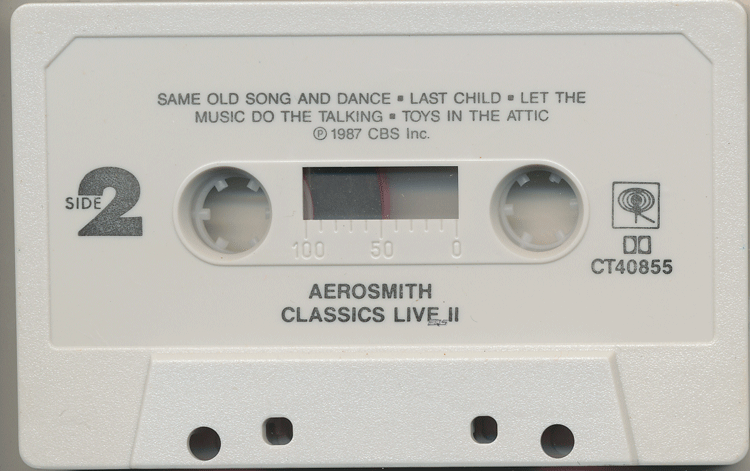 SAME OLD SONG AND DANCE ▪ LAST CHILD ▪ LET THE
MUSIC DO THE TALKING ▪ TOYS IN THE ATTIC
℗ 1987 CBS Inc.
SIDE 2
100 50 0
CT40855
AEROSMITH
CLASSICS LIVE II